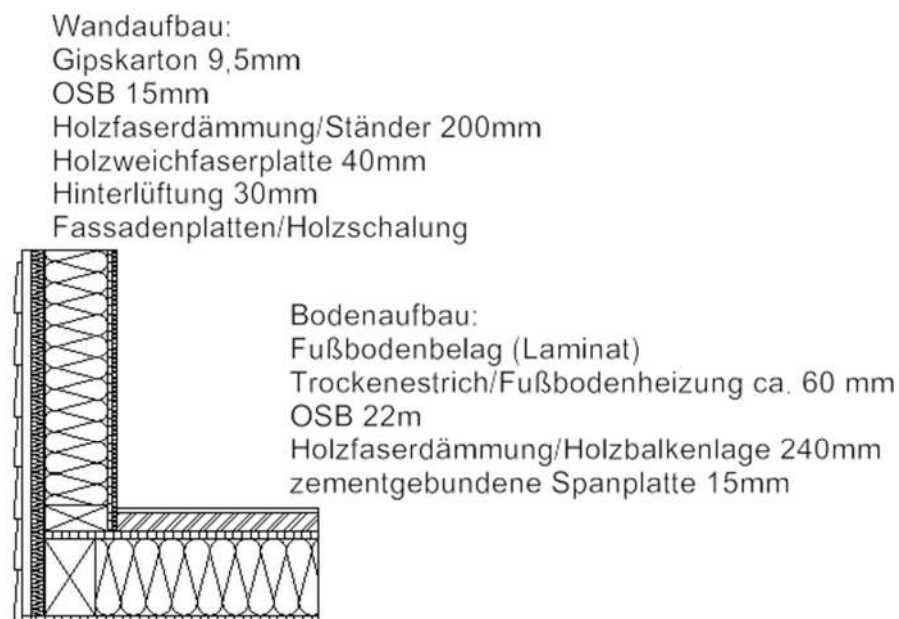 Wandaufbau:
Gipskarton 9,5mm
OSB 15mm
Holzfaserdämmung/Ständer 200mm
Holzweichfaserplatte 40mm
Hinterlüftung 30mm
Fassadenplatten/Holzschalung
Bodenaufbau:
Fußbodenbelag (Laminat)
Trockenestrich/Fußbodenheizung ca. 60 mm
OSB 22m
Holzfaserdämmung/Holzbalkenlage 240mm
zementgebundene Spanplatte 15mm